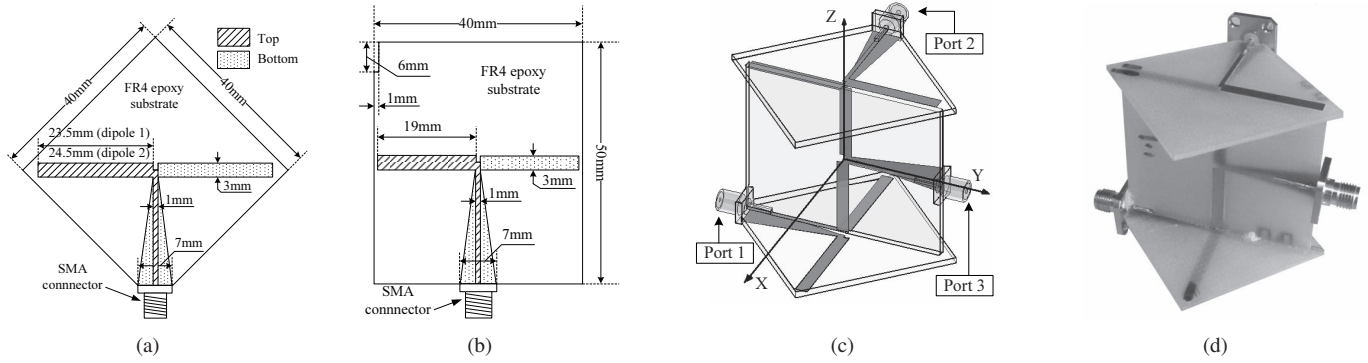 40mm
40mm
Top
Bottom
FR4 epoxy
substrate
23.5mm (dipole 1)
24.5mm (dipole 2)
3mm
1mm
7mm
SMA
connnector
(a)
40mm
6mm
FR4 epoxy
substrate
1mm
19mm
50mm
3mm
1mm
7mm
SMA
connnector
(b)
Z
Port 2
Y
Port 1
X
Port 3
(c)
(d)